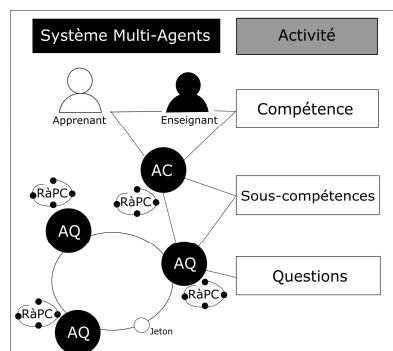 Système Multi-Agents
Activité
Apprenant
Enseignant
Compétence
AC
RàPC
RàPC
Sous-compétences
AQ
AQ
Questions
RàPC
RàPC
Jeton
AQ